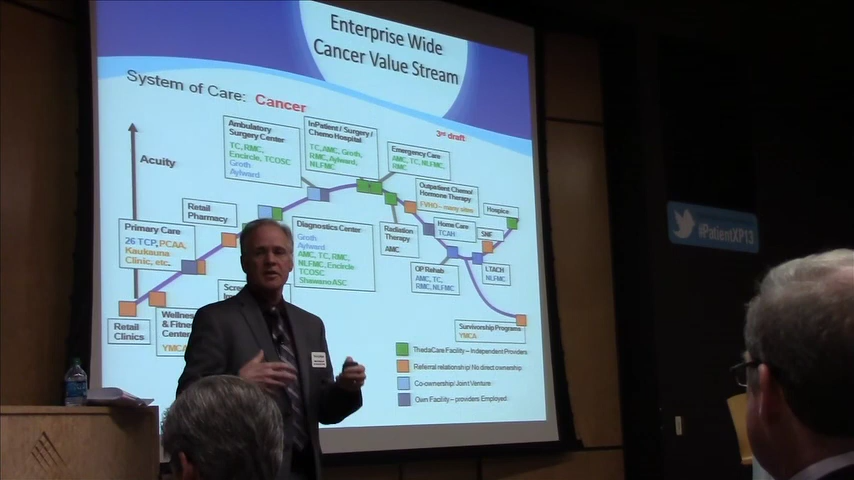 Enterprise Wide
Cancer Value Stream
System of Care: Cancer
3rd draft
Acuity
Ambulatory
Surgery Center
TC, RMC,
Encircle, TCOSC
Groth
Aylward
InPatient / Surgery /
Chemo Hospital
TC, AMC, Groth,
RMC, Aylward,
NLFMC
Emergency Care
AMC, TC, NLFMC,
RMC
Outpatient Chemo/
Hormone Therapy
FVHO – many sites
Hospice
Retail
Pharmacy
Primary Care
26 TCP, PCAA,
Kaukauna
Clinic, etc.
Diagnostics Center
Groth
Aylward
AMC, TC, RMC,
NLFMC, Encircle
TCOSC
Shawano ASC
Radiation
Therapy
AMC
Home Care
TCAH
SNF
OP Rehab
AMC, TC,
RMC, NLFMC
LTACH
NLFMC
Retail
Clinics
Wellness
& Fitness
Center
YMCA
Survivorship Programs
YMCA
ThedaCare Facility – Independent Providers
Referral relationship/ No direct ownership
Co-ownership/ Joint Venture
Own Facility – providers Employed
#PatientXP13